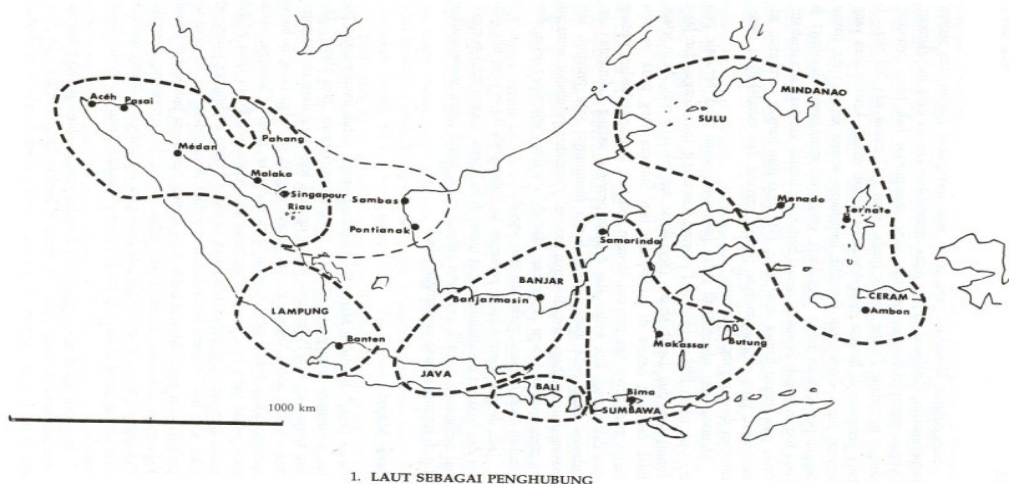 MINDANAO
SULU
Acéh
Pasai
Pahang
Médan
Malaka
Singapour
Riau
Sambas
Pontianak
Menado
Ternate
Samarinda
BANJAR
Banjarmasin
CERAM
Ambon
LAMPUNG
Banten
Makassar
Butung
JAVA
BALI
Bima
SUMBAWA
1000 km
1. LAUT SEBAGAI PENGHUBUNG